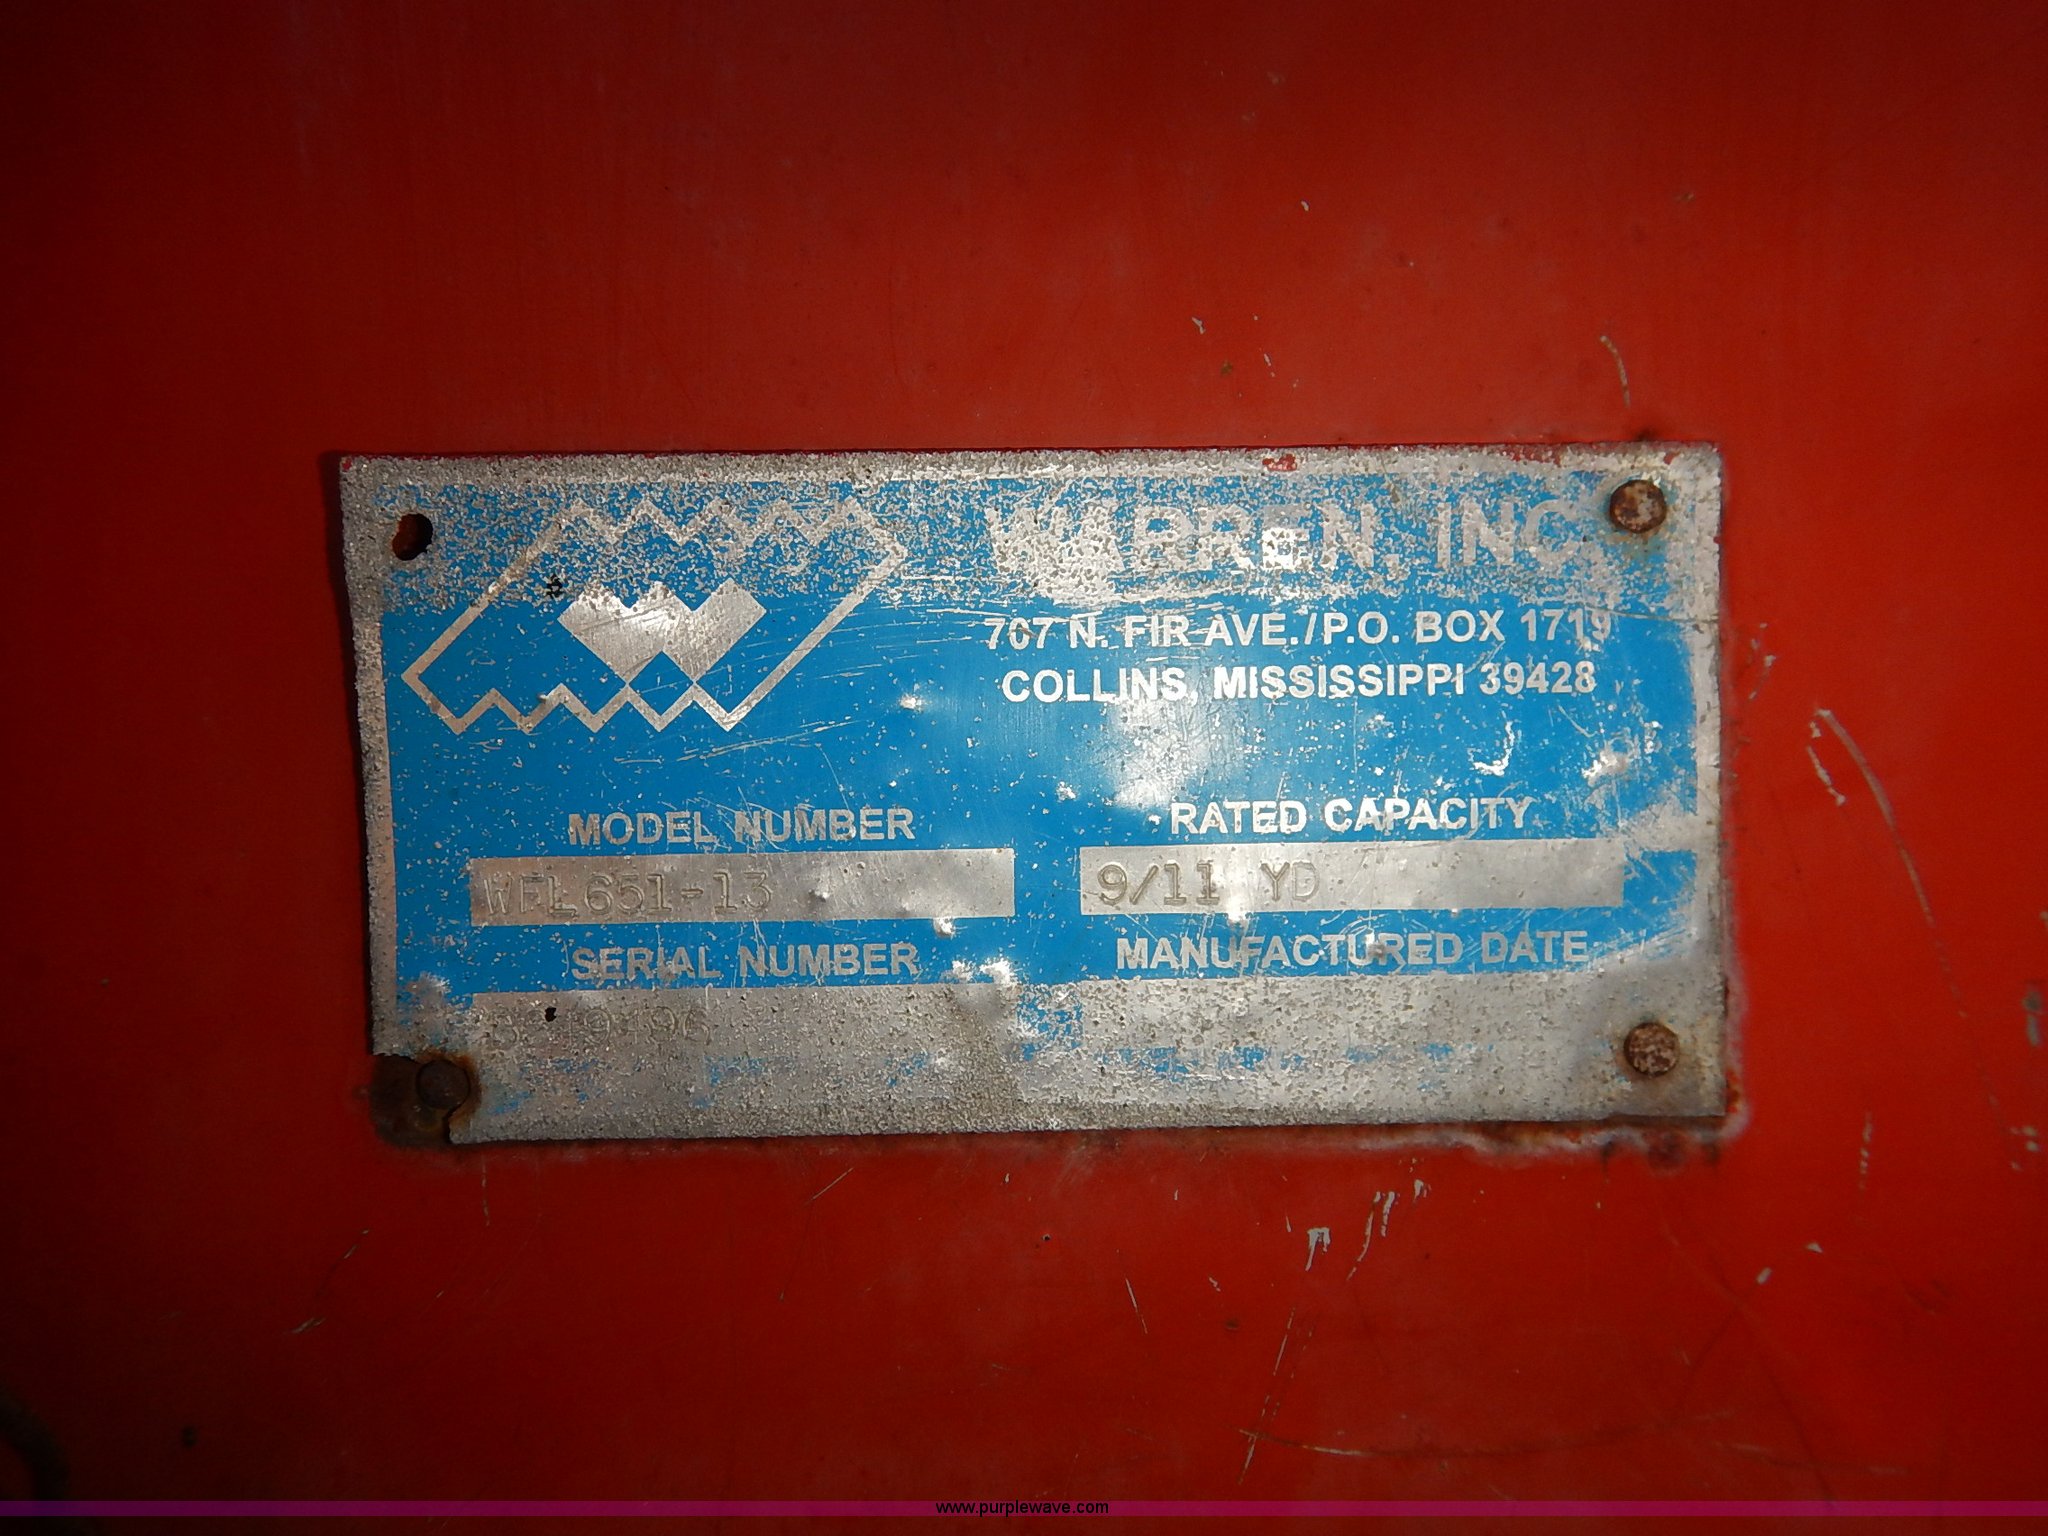 WARREN, INC.
707 N. FIR AVE./P.O. BOX 1719
COLLINS, MISSISSIPPI 39428
MODEL NUMBER
RATED CAPACITY
WFL651-13
9/11 YD
SERIAL NUMBER
MANUFACTURED DATE
www.purplewave.com